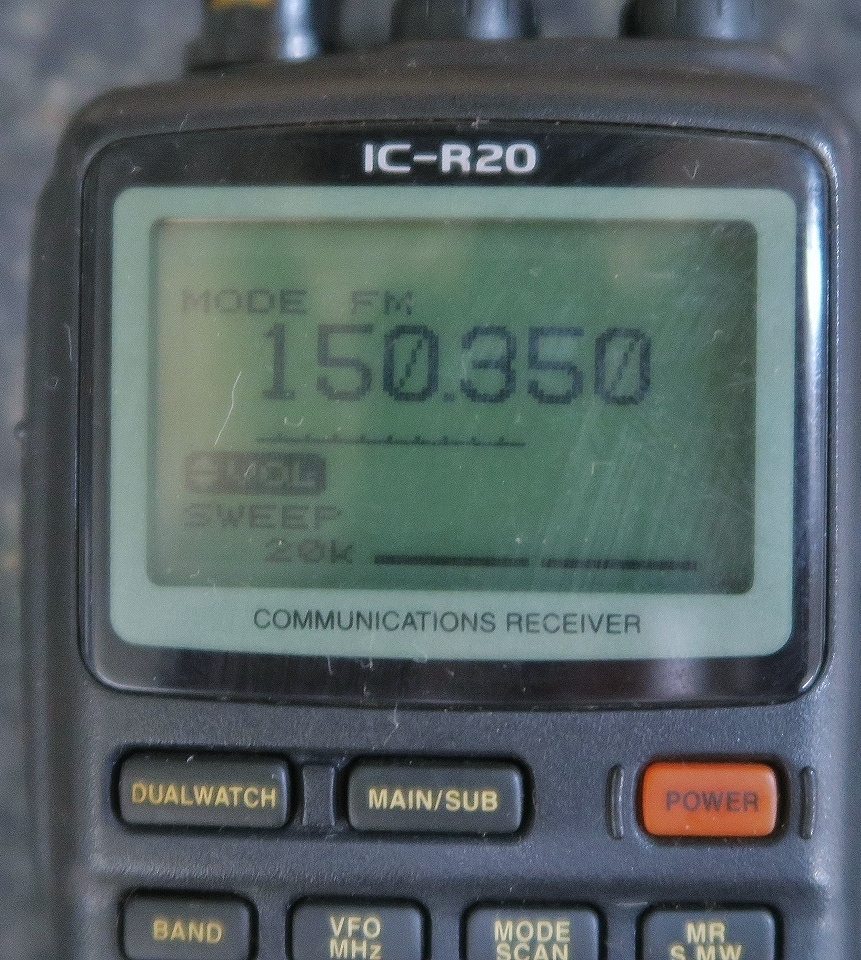 IC-R20
MODE FM
150.350
VOL
SWEEP
20k
COMMUNICATIONS RECEIVER
DUALWATCH
MAIN/SUB
POWER
BAND
VFO
MHz
MODE
SCAN
MR
S.MW